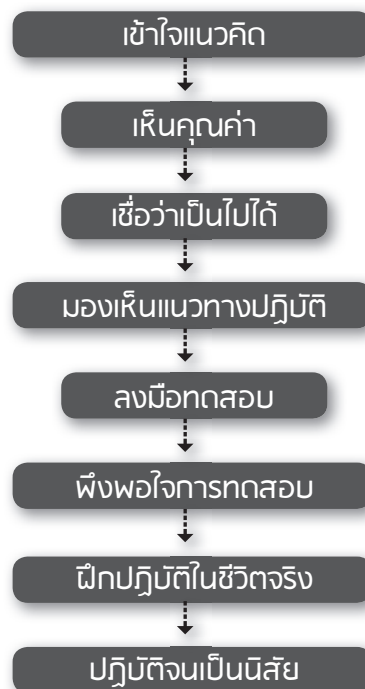 เข้าใจแนวคิด
เห็นคุณค่า
เชื่อว่าเป็นไปได้
มองเห็นแนวทางปฏิบัติ
ลงมือทดสอบ
พึงพอใจการทดสอบ
ฝึกปฏิบัติในชีวิตจริง
ปฏิบัติจนเป็นนิสัย